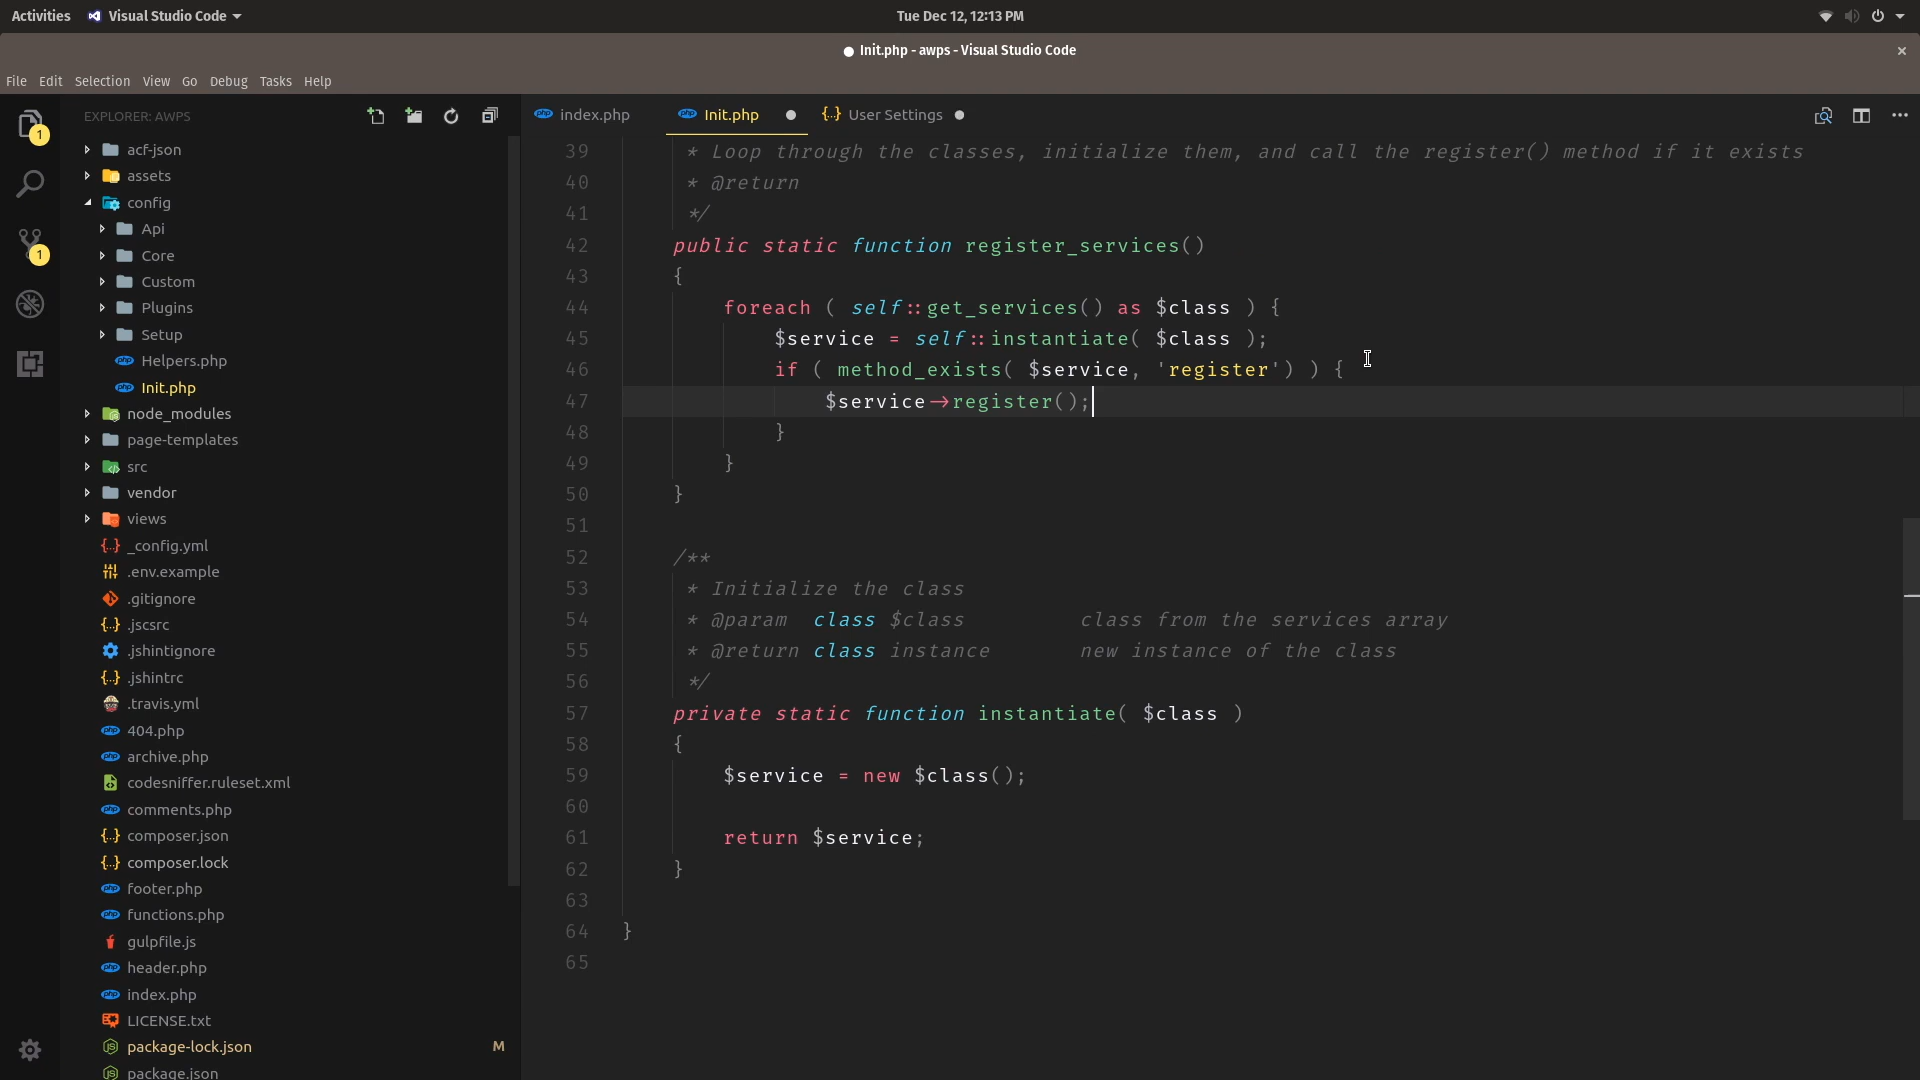 Activities Visual Studio Code Tue Dec 12, 12:13 PM
Init.php - awps - Visual Studio Code
File Edit Selection View Go Debug Tasks Help
EXPLORER: AWPS
1
1
acf-json
assets
config
Api
Core
Custom
Plugins
Setup
Helpers.php
Init.php
node_modules
page-templates
src
vendor
views
_config.yml
.env.example
.gitignore
.jscsrc
.jshintignore
.jshintrc
.travis.yml
404.php
archive.php
codesniffer.ruleset.xml
comments.php
composer.json
composer.lock
footer.php
functions.php
gulpfile.js
header.php
index.php
LICENSE.txt
package-lock.json M
package.json
index.php Init.php User Settings
39 * Loop through the classes, initialize them, and call the register() method if it exists
40 * @return
41 */
42 public static function register_services()
43 {
44 foreach ( self::get_services() as $class ) {
45 $service = self::instantiate( $class );
46 if ( method_exists( $service, 'register') ) {
47 $service->register();
48 }
49 }
50 }
51
52 /**
53 * Initialize the class
54 * @param class $class class from the services array
55 * @return class instance new instance of the class
56 */
57 private static function instantiate( $class )
58 {
59 $service = new $class();
60
61 return $service;
62 }
63
64 }
65